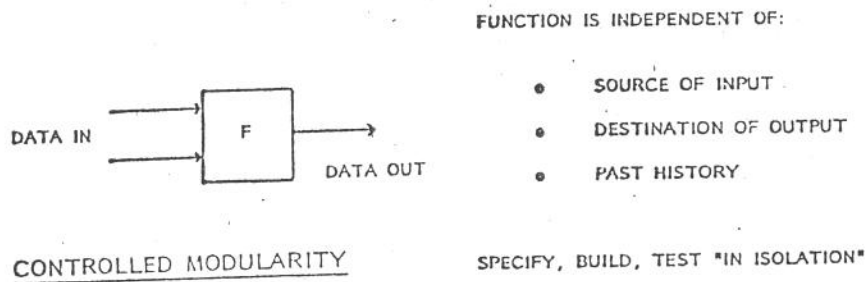 FUNCTION IS INDEPENDENT OF:
• SOURCE OF INPUT
• DESTINATION OF OUTPUT
• PAST HISTORY
DATA IN
F
DATA OUT
CONTROLLED MODULARITY
SPECIFY, BUILD, TEST "IN ISOLATION"